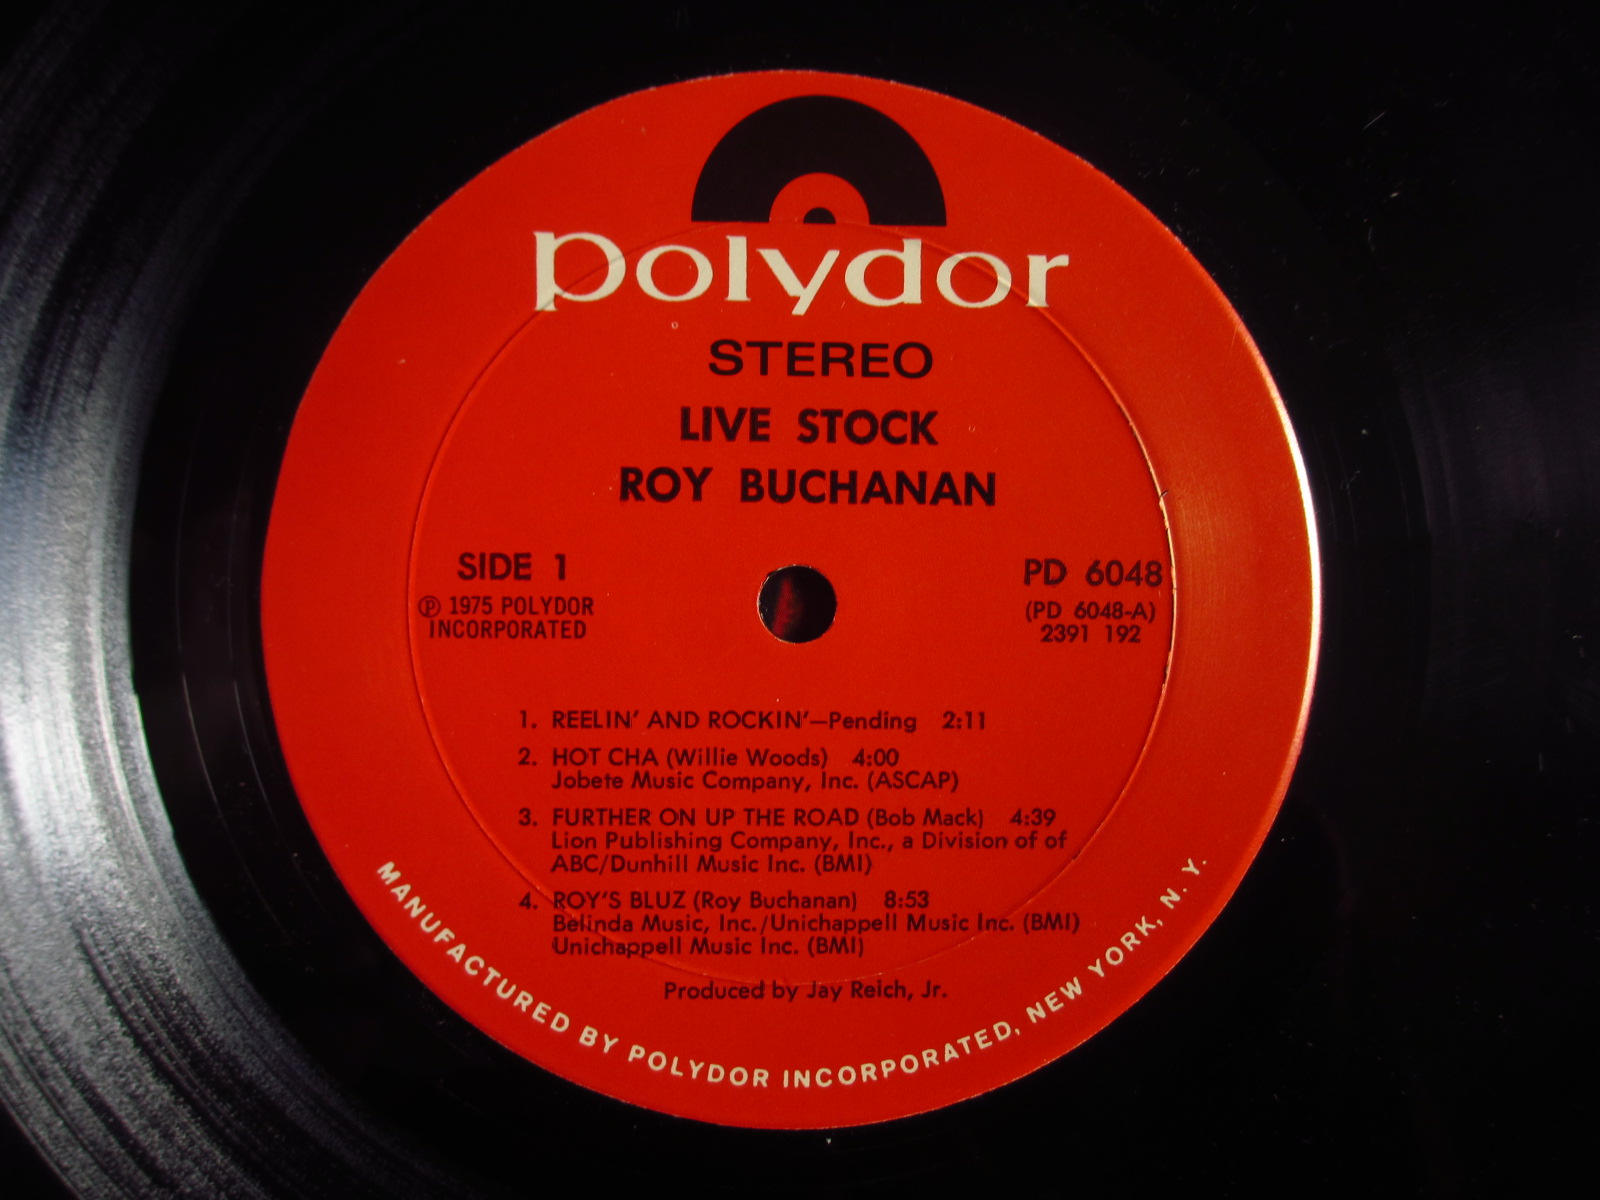 polydor
STEREO
LIVE STOCK
ROY BUCHANAN
SIDE 1
℗ 1975 POLYDOR
INCORPORATED
PD 6048
(PD 6048-A)
2391 192
1. REELIN' AND ROCKIN'—Pending 2:11
2. HOT CHA (Willie Woods) 4:00
Jobete Music Company, Inc. (ASCAP)
3. FURTHER ON UP THE ROAD (Bob Mack) 4:39
Lion Publishing Company, Inc., a Division of of
ABC/Dunhill Music Inc. (BMI)
4. ROY'S BLUZ (Roy Buchanan) 8:53
Belinda Music, Inc./Unichappell Music Inc. (BMI)
Unichappell Music Inc. (BMI)
Produced by Jay Reich, Jr.
MANUFACTURED BY POLYDOR INCORPORATED, NEW YORK, N. Y.